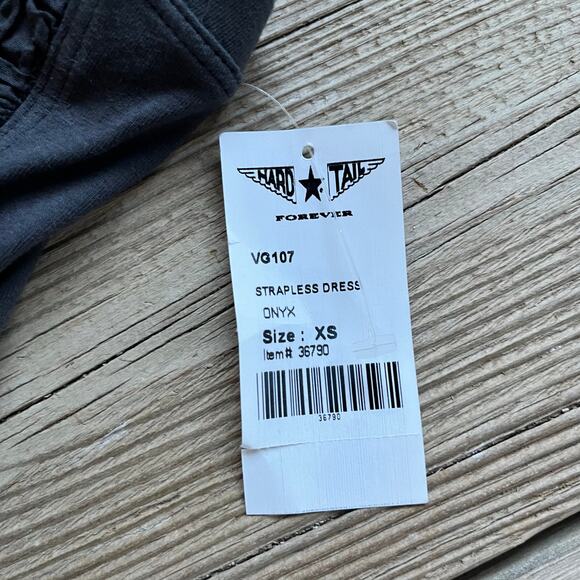 HARD TAIL
FOREVER
VG107
STRAPLESS DRESS
ONYX
Size : XS
Item# 36790
36790